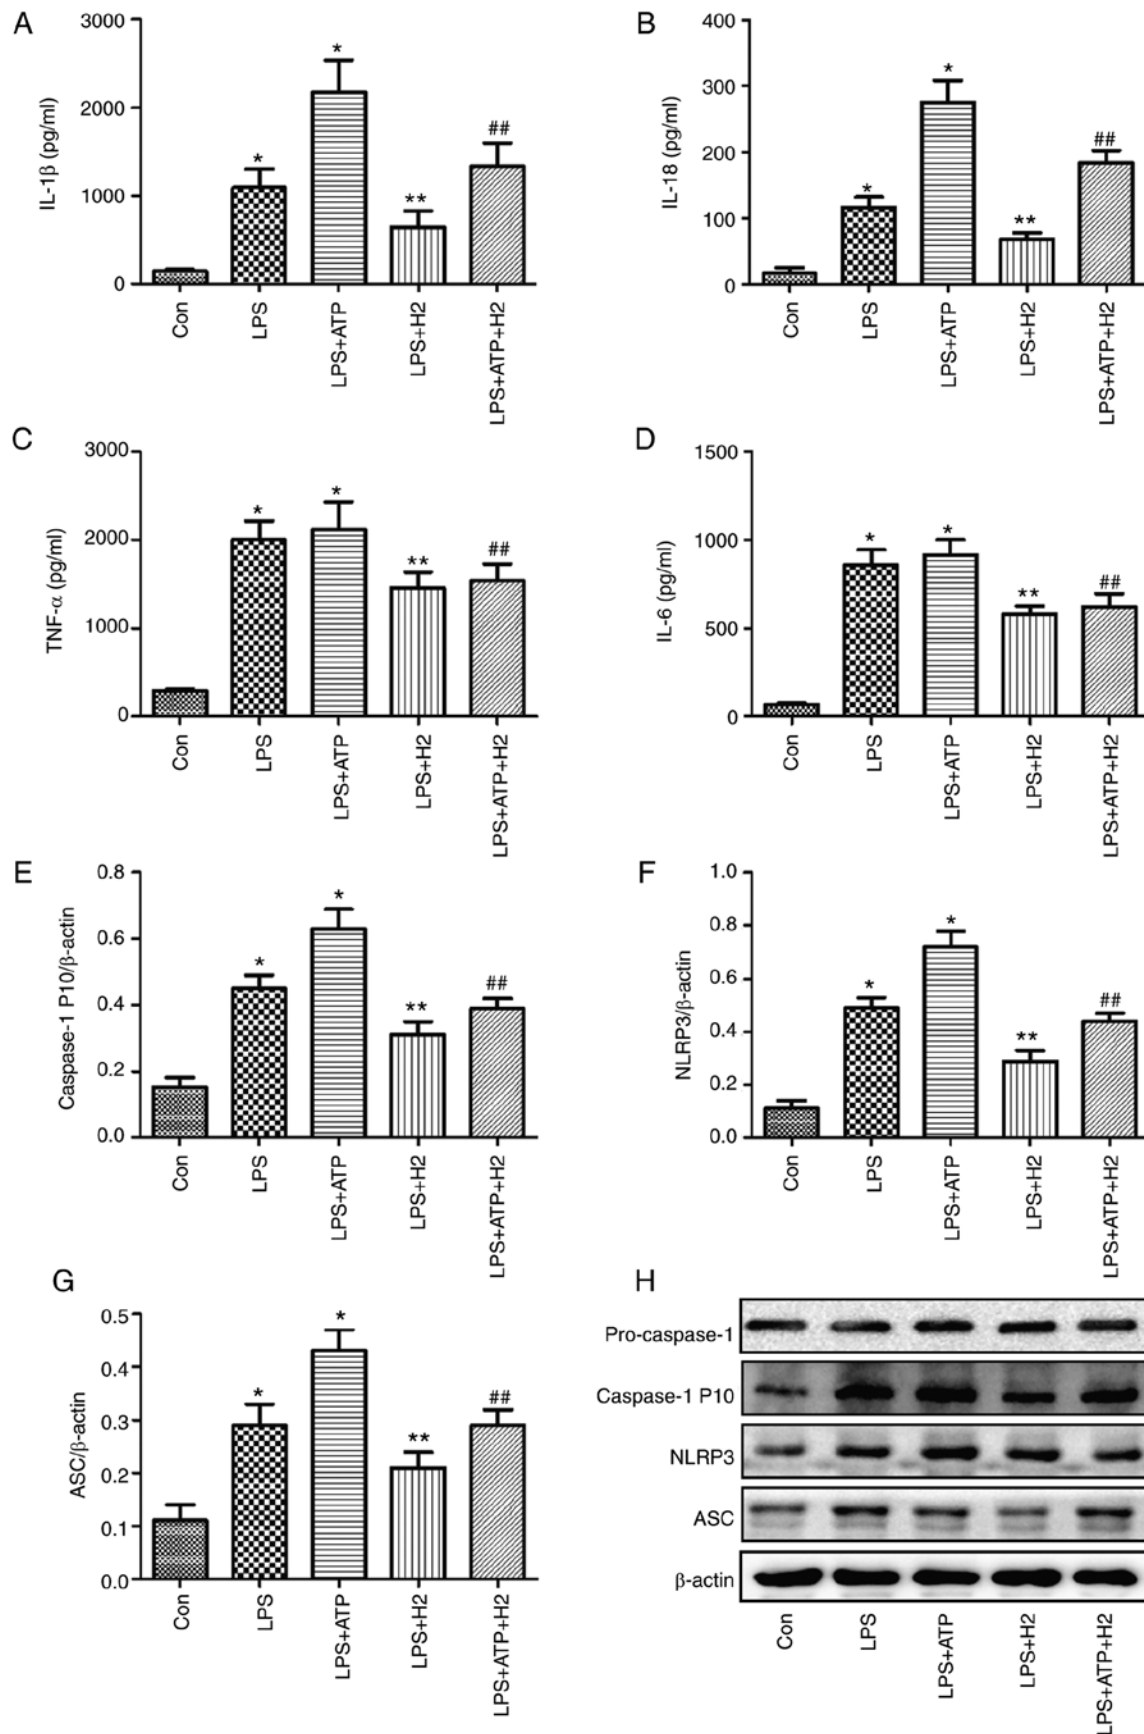 A
IL-1β (pg/ml)
3000
2000
1000
0
*
*
**
##
Con
LPS
LPS+ATP
LPS+H2
LPS+ATP+H2
B
IL-18 (pg/ml)
400
300
200
100
0
*
*
**
##
Con
LPS
LPS+ATP
LPS+H2
LPS+ATP+H2
C
TNF-α (pg/ml)
3000
2000
1000
0
*
*
**
##
Con
LPS
LPS+ATP
LPS+H2
LPS+ATP+H2
D
IL-6 (pg/ml)
1500
1000
500
0
*
*
**
##
Con
LPS
LPS+ATP
LPS+H2
LPS+ATP+H2
E
Caspase-1 P10/β-actin
0.8
0.6
0.4
0.2
0.0
*
*
**
##
Con
LPS
LPS+ATP
LPS+H2
LPS+ATP+H2
F
NLRP3/β-actin
1.0
0.8
0.6
0.4
0.2
0.0
*
*
**
##
Con
LPS
LPS+ATP
LPS+H2
LPS+ATP+H2
G
ASC/β-actin
0.5
0.4
0.3
0.2
0.1
0.0
*
*
**
##
Con
LPS
LPS+ATP
LPS+H2
LPS+ATP+H2
H
Pro-caspase-1
Caspase-1 P10
NLRP3
ASC
β-actin
Con
LPS
LPS+ATP
LPS+H2
LPS+ATP+H2